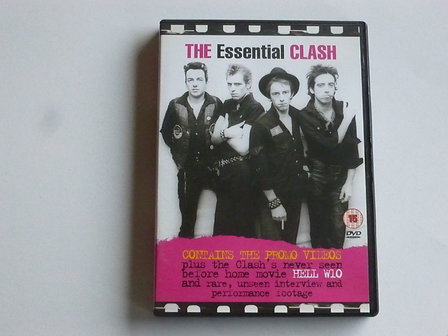 THE Essential CLASH
15
DVD
CONTAINS THE PROMO VIDEOS
plus the Clash's never seen
before home movie HELL W10
and rare, unseen interview and
performance footage